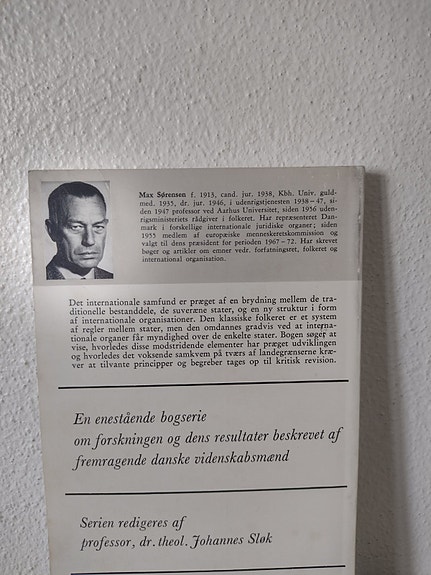 Max Sørensen f. 1913, cand. jur. 1938, Kbh. Univ. guld-
med. 1935, dr. jur. 1946, i udenrigstjenesten 1938-47, si-
den 1947 professor ved Aarhus Universitet, siden 1956 uden-
rigsministeriets rådgiver i folkeret. Har repræsenteret Dan-
mark i forskellige internationale juridiske organer; siden
1955 medlem af europæiske menneskeretskommission og
valgt til dens præsident for perioden 1967-72. Har skrevet
bøger og artikler om emner vedr. forfatningsret, folkeret og
international organisation.
Det internationale samfund er præget af en brydning mellem de tra-
ditionelle bestanddele, de suveræne stater, og en ny struktur i form
af internationale organisationer. Den klassiske folkeret er et system
af regler mellem stater, men den omdannes gradvis ved at interna-
tionale organer får myndighed over de enkelte stater. Bogen søger at
vise, hvorledes disse modstridende elementer har præget udviklingen
og hvorledes det voksende samkvem på tværs af landegrænserne kræ-
ver at tilvante principper og begreber tages op til kritisk revision.
En enestående bogserie
om forskningen og dens resultater beskrevet af
fremragende danske videnskabsmænd
Serien redigeres af
professor, dr. theol. Johannes Sløk